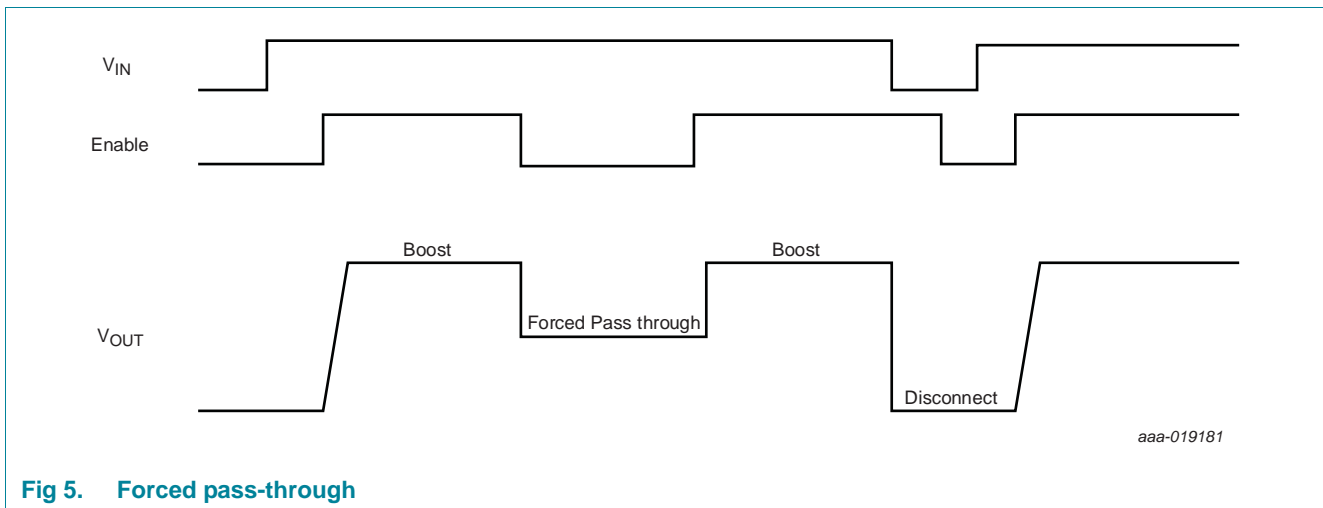 VIN
Enable
Boost
Boost
Forced Pass through
VOUT
Disconnect
aaa-019181
Fig 5. Forced pass-through